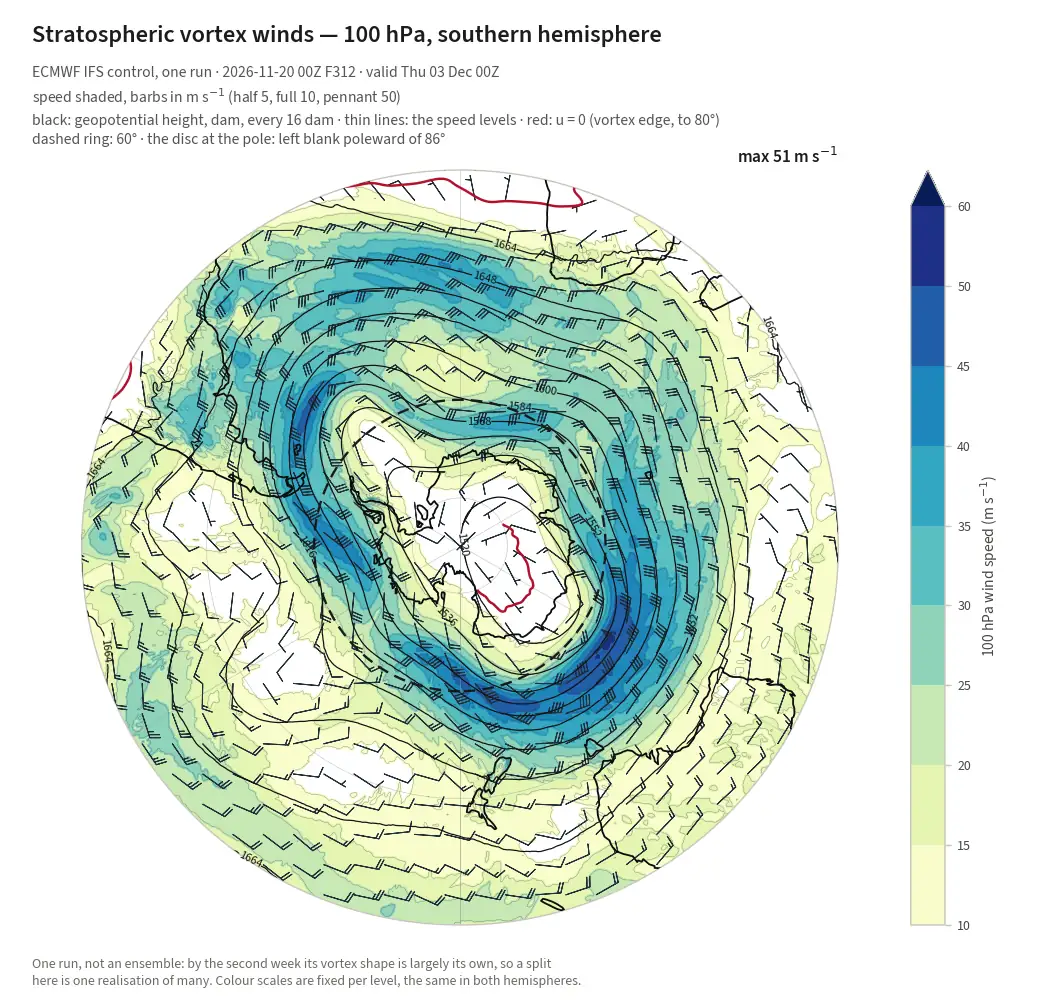 Stratospheric vortex winds — 100 hPa, southern hemisphere
ECMWF IFS control, one run · 2026-11-20 00Z F312 · valid Thu 03 Dec 00Z
speed shaded, barbs in m s⁻¹ (half 5, full 10, pennant 50)
black: geopotential height, dam, every 16 dam · thin lines: the speed levels · red: u = 0 (vortex edge, to 80°)
dashed ring: 60° · the disc at the pole: left blank poleward of 86°
max 51 m s⁻¹
1664
1648
1664
1600
1584
1568
1664
1552
1520
1536
1664
1664
60
50
45
40
35
30
25
20
15
10
100 hPa wind speed (m s⁻¹)
One run, not an ensemble: by the second week its vortex shape is largely its own, so a split
here is one realisation of many. Colour scales are fixed per level, the same in both hemispheres.